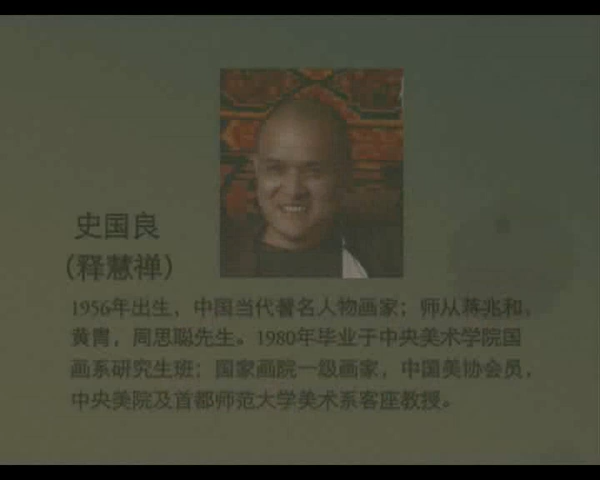 史国良
（释慧禅）
1956年出生，中国当代著名人物画家；师从蒋兆和，
黄胄，周思聪先生。1980年毕业于中央美术学院国
画系研究生班；国家画院一级画家，中国美协会员，
中央美院及首都师范大学美术系客座教授。